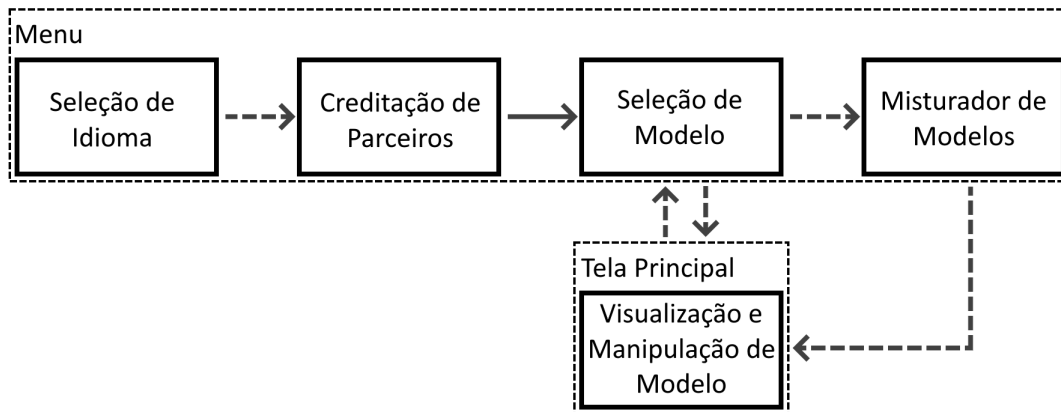 Menu
Seleção de
Idioma
Creditação de
Parceiros
Seleção de
Modelo
Misturador de
Modelos
Tela Principal
Visualização e
Manipulação de
Modelo